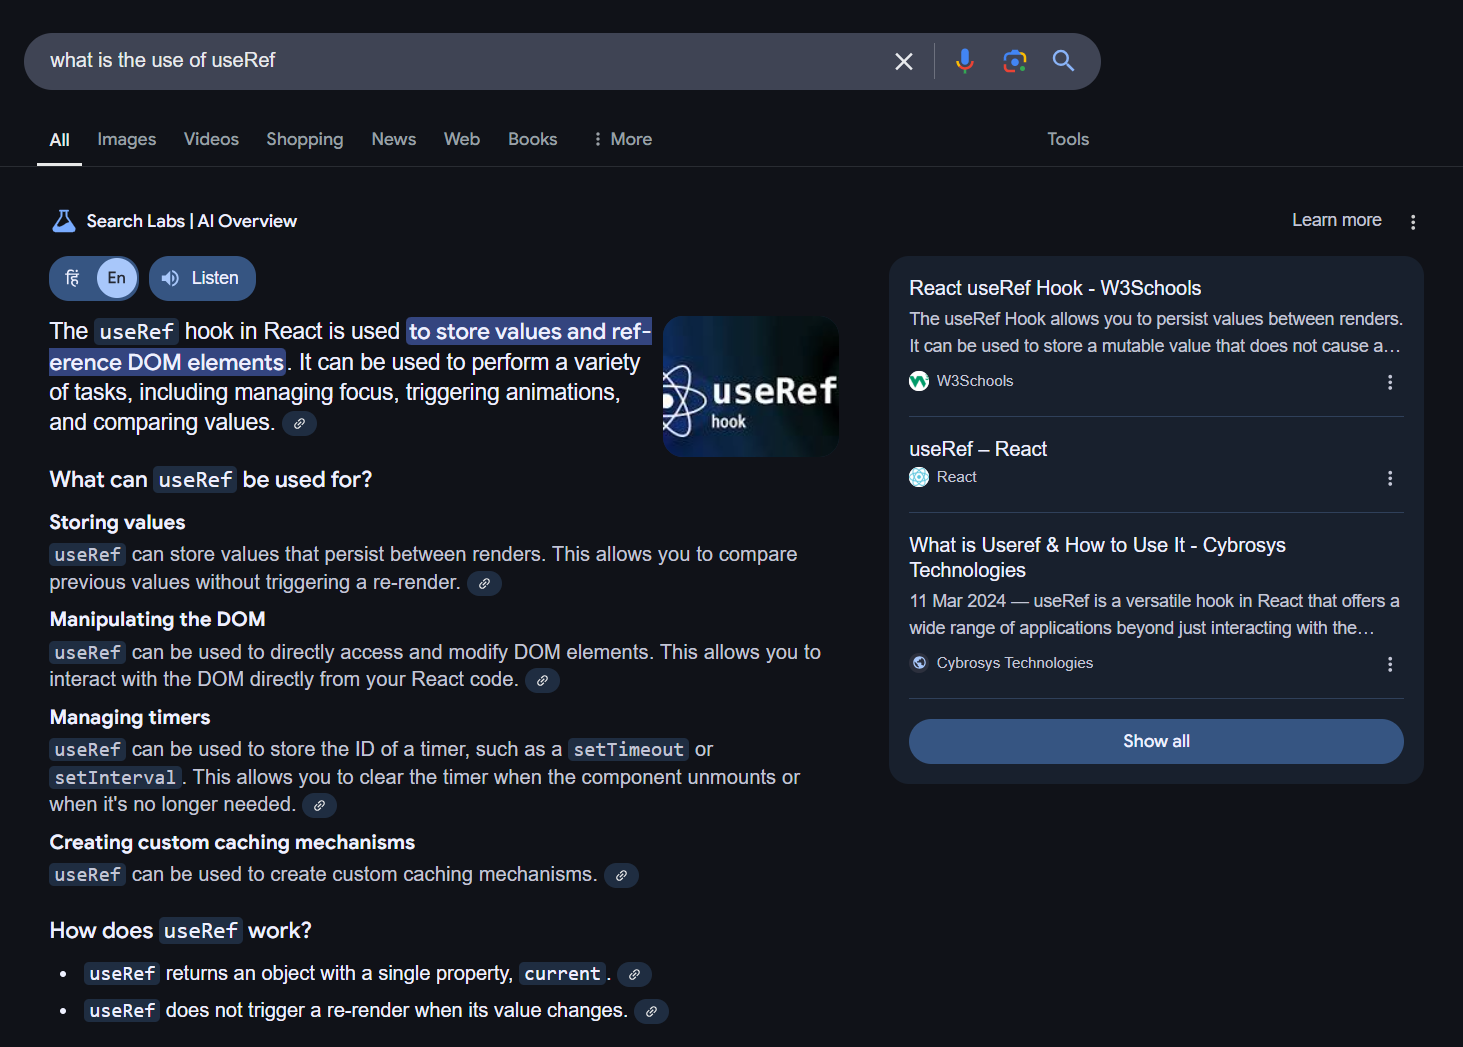 what is the use of useRef
All Images Videos Shopping News Web Books More Tools
Search Labs | AI Overview
Learn more
हिं En Listen
The useRef hook in React is used to store values and ref-
erence DOM elements. It can be used to perform a variety
of tasks, including managing focus, triggering animations,
and comparing values.
useRef
hook
What can useRef be used for?
Storing values
useRef can store values that persist between renders. This allows you to compare
previous values without triggering a re-render.
Manipulating the DOM
useRef can be used to directly access and modify DOM elements. This allows you to
interact with the DOM directly from your React code.
Managing timers
useRef can be used to store the ID of a timer, such as a setTimeout or
setInterval. This allows you to clear the timer when the component unmounts or
when it's no longer needed.
Creating custom caching mechanisms
useRef can be used to create custom caching mechanisms.
How does useRef work?
• useRef returns an object with a single property, current.
• useRef does not trigger a re-render when its value changes.
React useRef Hook - W3Schools
The useRef Hook allows you to persist values between renders.
It can be used to store a mutable value that does not cause a...
W3Schools
useRef – React
React
What is Useref & How to Use It - Cybrosys
Technologies
11 Mar 2024 — useRef is a versatile hook in React that offers a
wide range of applications beyond just interacting with the...
Cybrosys Technologies
Show all